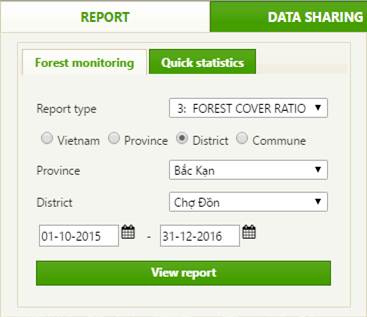 REPORT DATA SHARING
Forest monitoring Quick statistics
Report type 3: FOREST COVER RATIO
Vietnam Province District Commune
Province Bắc Kạn
District Chợ Đồn
01-10-2015 - 31-12-2016
View report